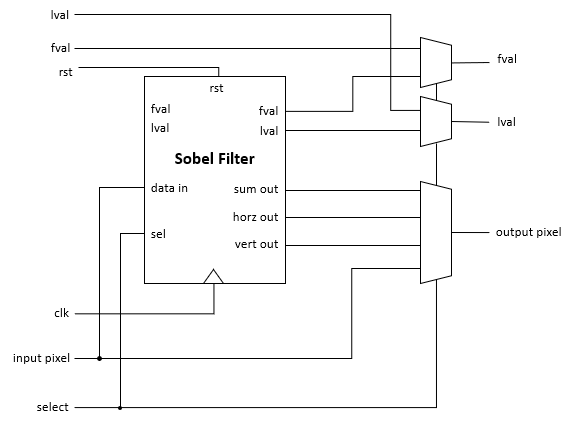 lval
fval
rst
rst
fval
lval
fval
lval
Sobel Filter
data in
sel
sum out
horz out
vert out
fval
lval
output pixel
clk
input pixel
select